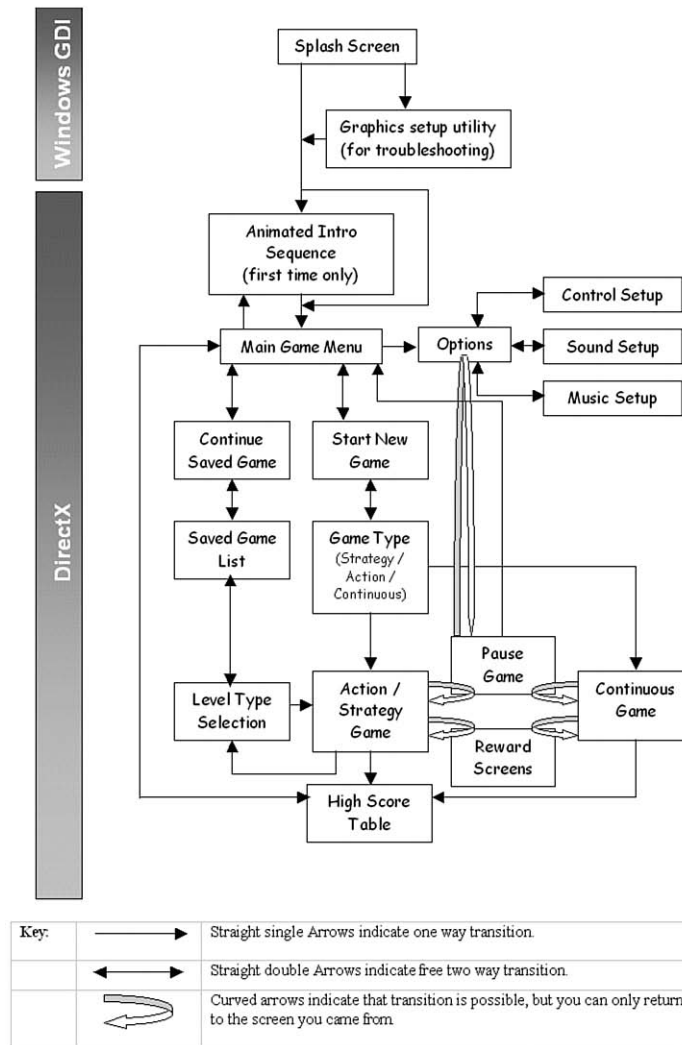 Windows GDI
Splash Screen
Graphics setup utility
(for troubleshooting)
DirectX
Animated Intro
Sequence
(first time only)
Main Game Menu
Options
Control Setup
Sound Setup
Music Setup
Continue
Saved Game
Start New
Game
Saved Game
List
Game Type
(Strategy /
Action /
Continuous)
Level Type
Selection
Action /
Strategy
Game
Pause
Game
Continuous
Game
Reward
Screens
High Score
Table
Key:
Straight single Arrows indicate one way transition.
Straight double Arrows indicate free two way transition.
Curved arrows indicate that transition is possible, but you can only return
to the screen you came from